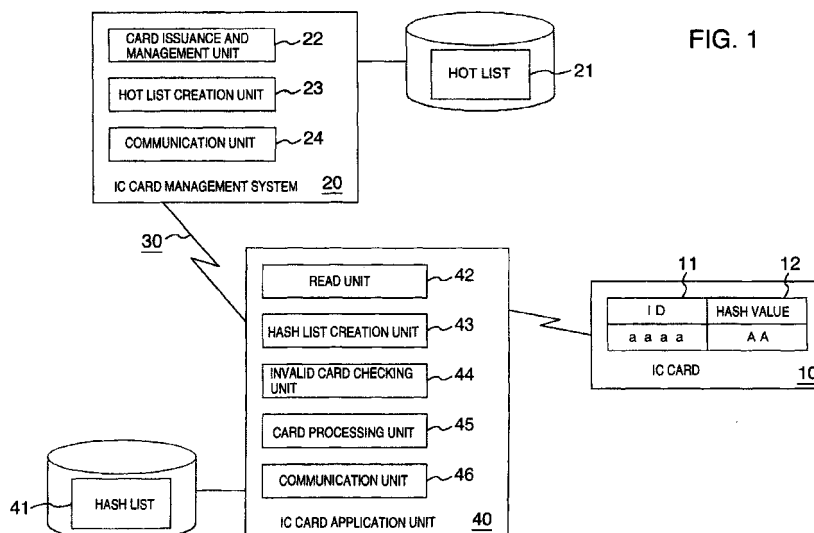 FIG. 1
CARD ISSUANCE AND
MANAGEMENT UNIT
22
HOT LIST CREATION UNIT
23
COMMUNICATION UNIT
24
IC CARD MANAGEMENT SYSTEM
20
HOT LIST
21
30
READ UNIT
42
HASH LIST CREATION UNIT
43
INVALID CARD CHECKING
UNIT
44
CARD PROCESSING UNIT
45
COMMUNICATION UNIT
46
IC CARD APPLICATION UNIT
40
11
12
I D
HASH VALUE
a a a a
A A
IC CARD
10
HASH LIST
41